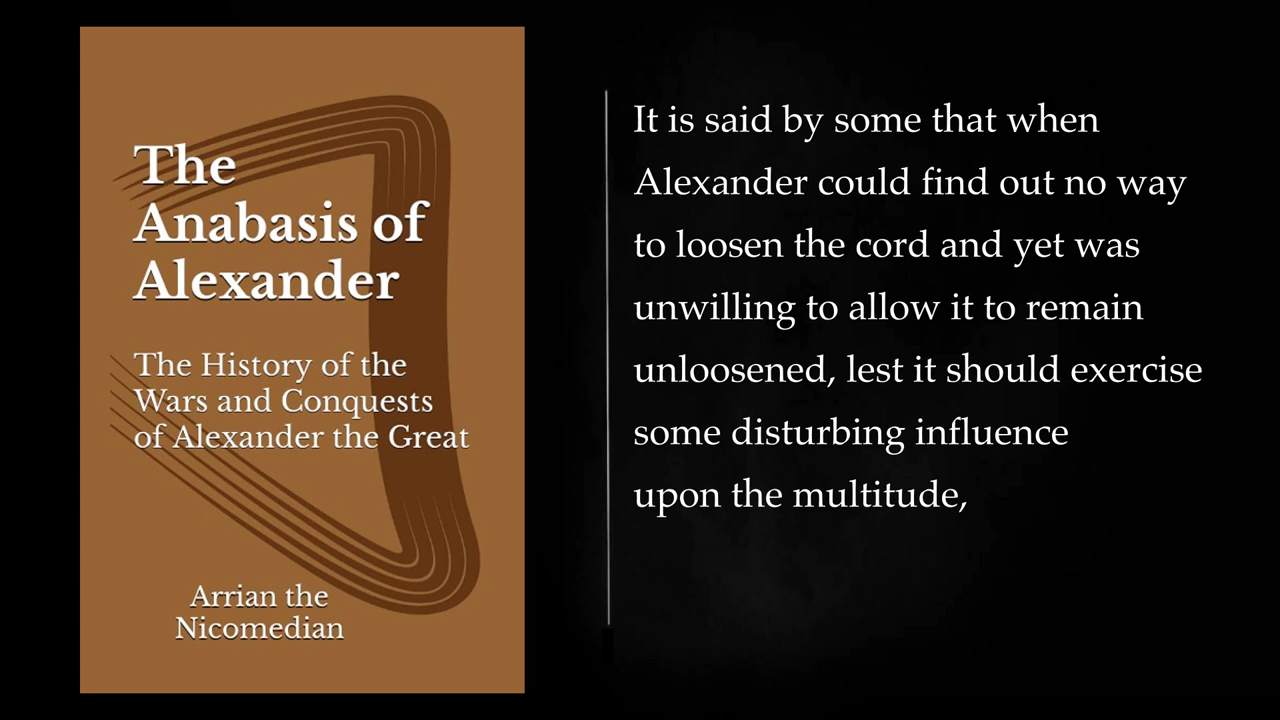 The
Anabasis of
Alexander
The History of the
Wars and Conquests
of Alexander the Great
Arrian the
Nicomedian
It is said by some that when
Alexander could find out no way
to loosen the cord and yet was
unwilling to allow it to remain
unloosened, lest it should exercise
some disturbing influence
upon the multitude,